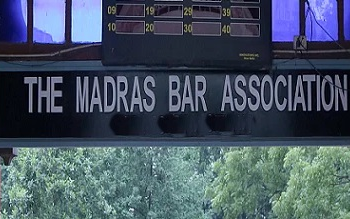 09 19 29 39
10 20 30 40
THE MADRAS BAR ASSOCIATION